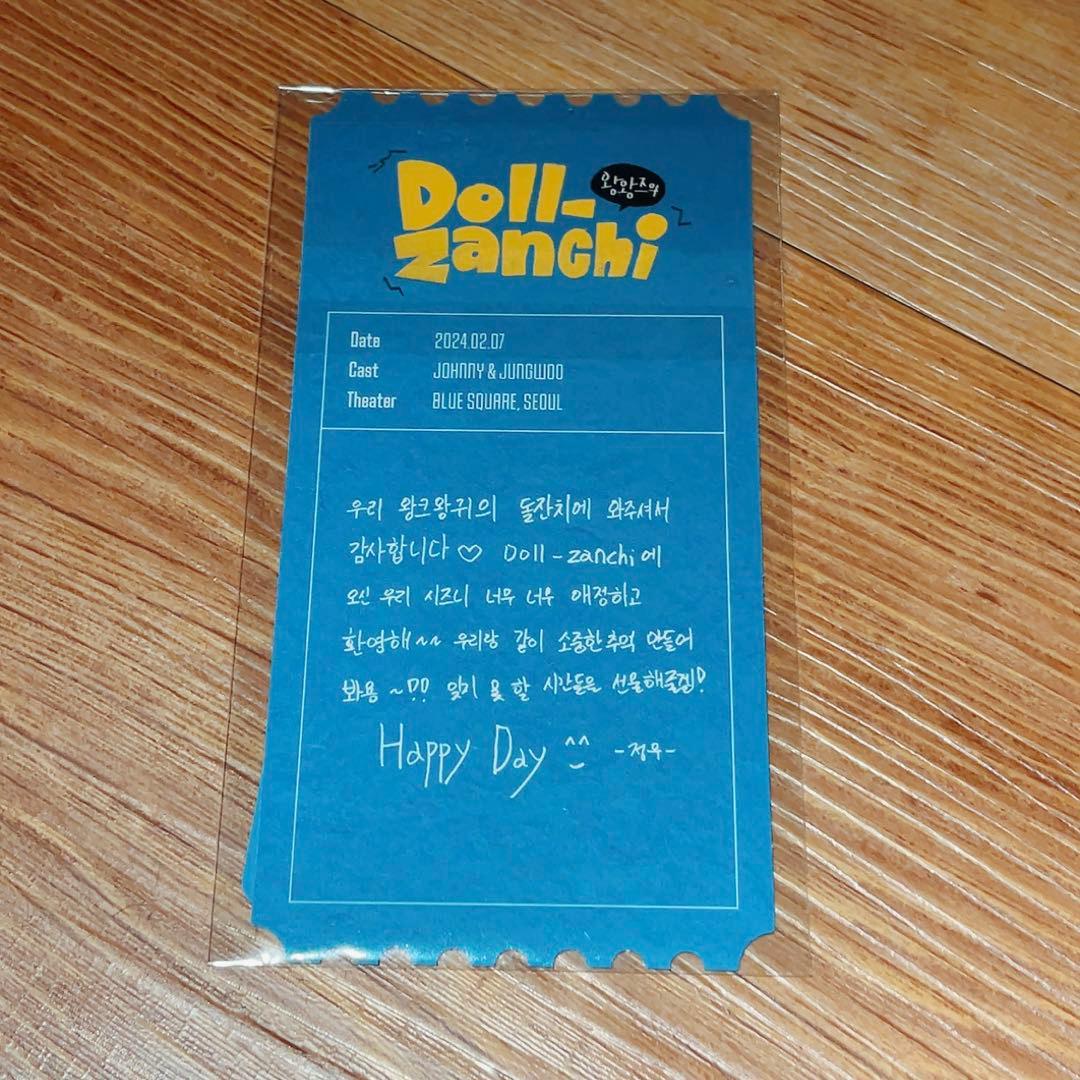 Doll-
왕왕즈의
zanchi
Date 2024.02.07
Cast JOHNNY & JUNGWOO
Theater BLUE SQUARE, SEOUL
우리 왕크왕귀의 돌잔치에 와주셔서
감사합니다 ♡ Doll-zanchi에
오신 우리 시즈니 너무 너무 애정하고
환영해~~ 우리랑 같이 소중한 추억 만들어
봐용~!! 잊지 못 할 시간들을 선물해줄껭!
Happy Day ^^ -정우-